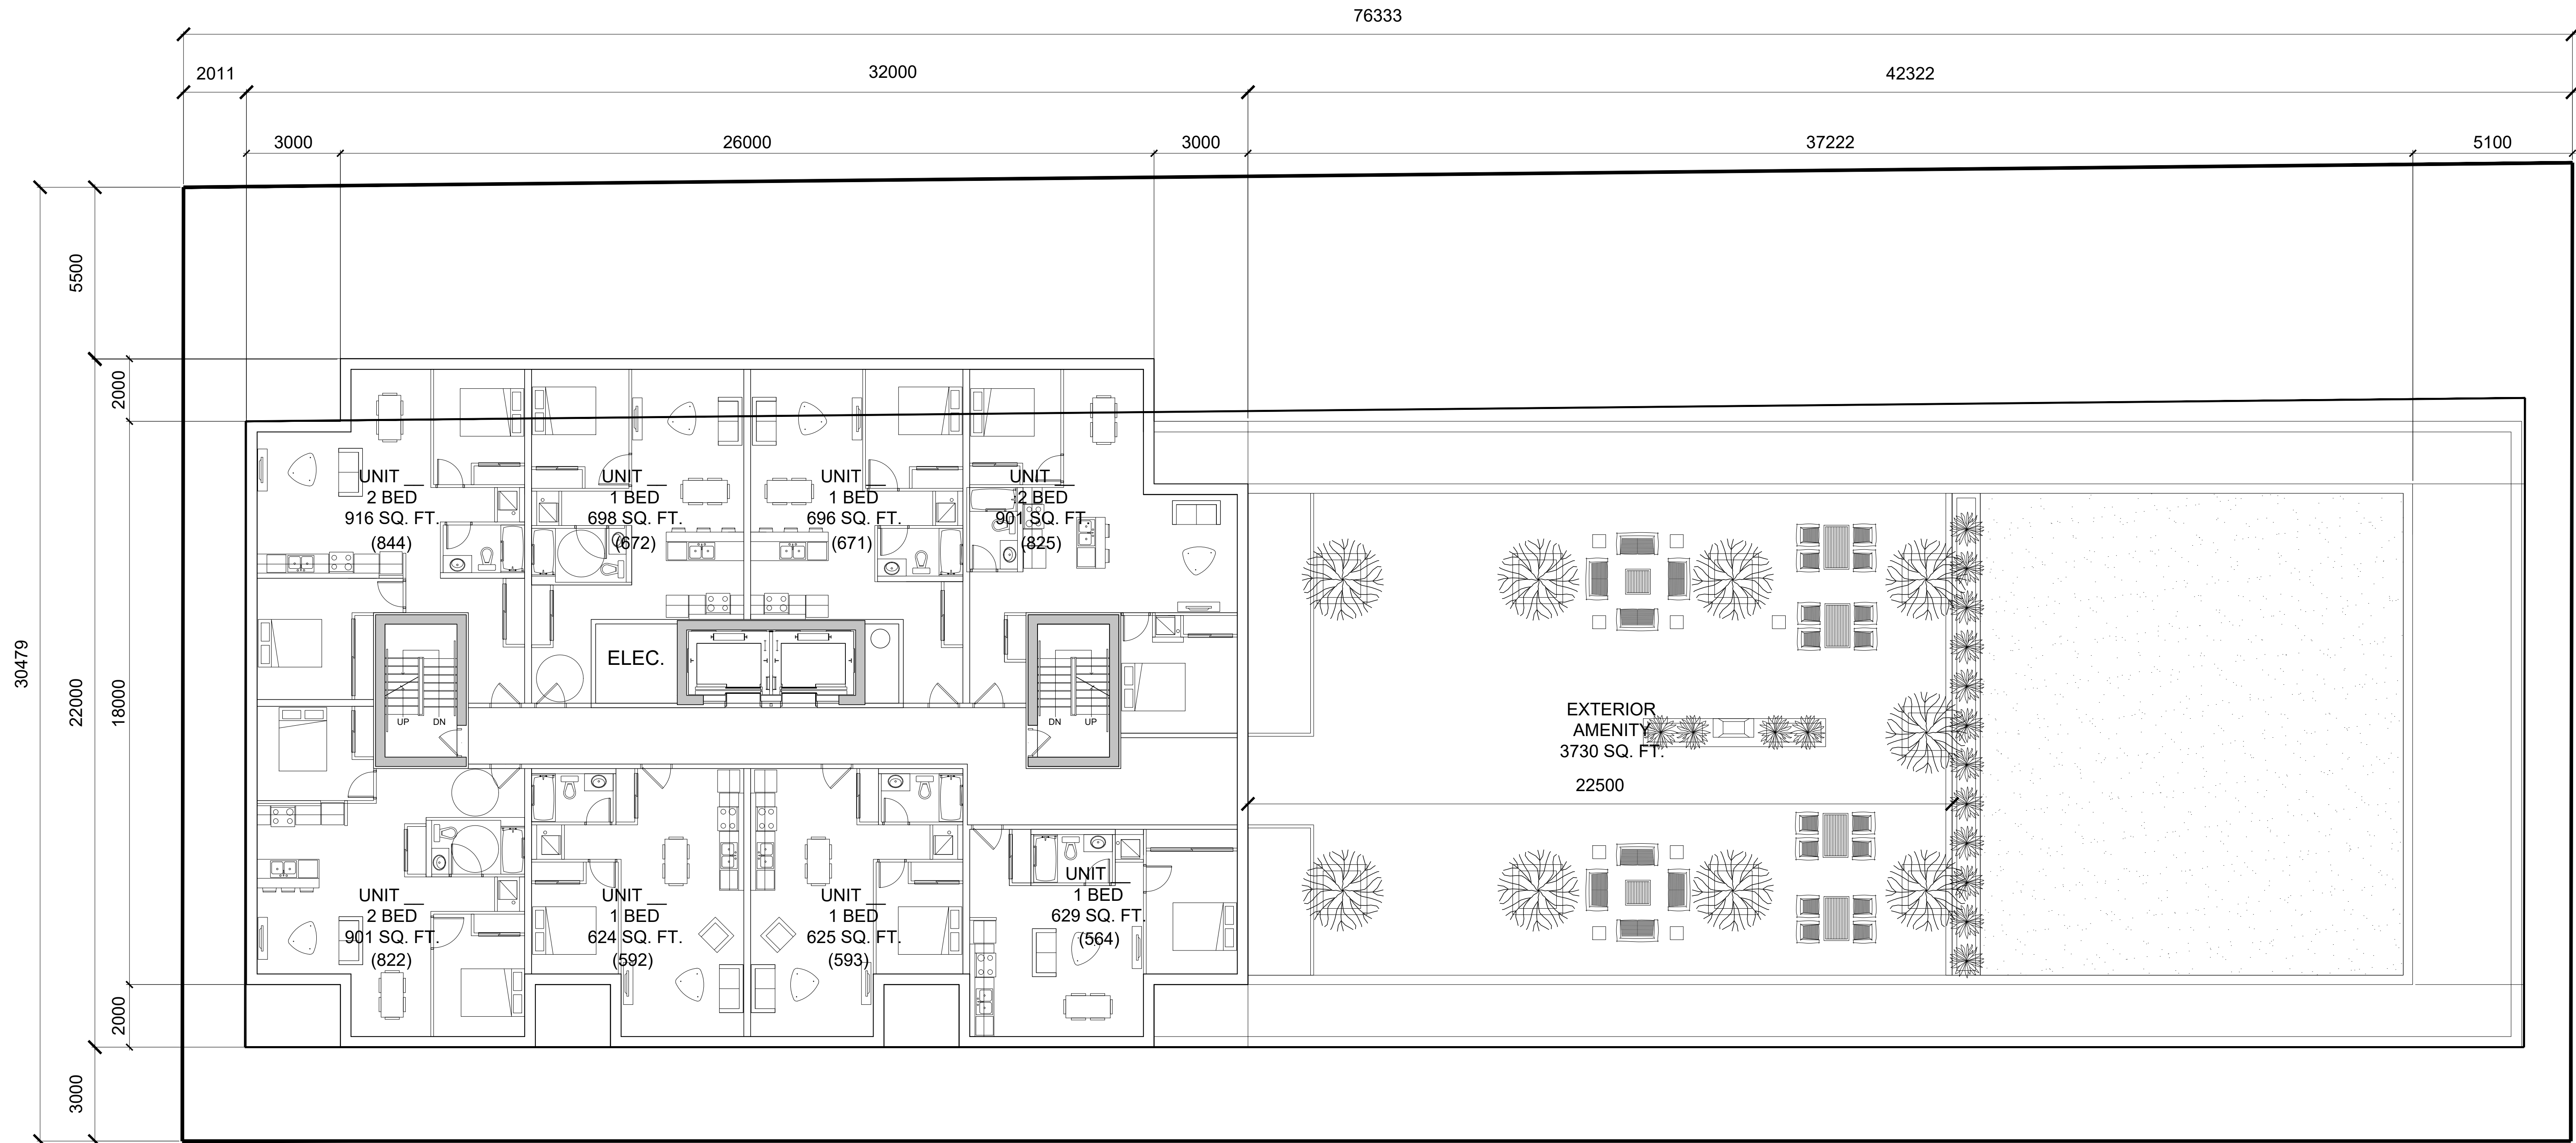 76333
2011
32000
42322
3000
26000
3000
37222
5100
30479
5500
22000
3000
2000
18000
2000
UNIT __
2 BED
916 SQ. FT.
(844)
UNIT __
1 BED
698 SQ. FT.
(672)
UNIT __
1 BED
696 SQ. FT.
(671)
UNIT __
2 BED
901 SQ. FT.
(825)
ELEC.
UP
DN
DN
UP
EXTERIOR
AMENITY
3730 SQ. FT.
22500
UNIT __
2 BED
901 SQ. FT.
(822)
UNIT __
1 BED
624 SQ. FT.
(592)
UNIT __
1 BED
625 SQ. FT.
(593)
UNIT __
1 BED
629 SQ. FT.
(564)